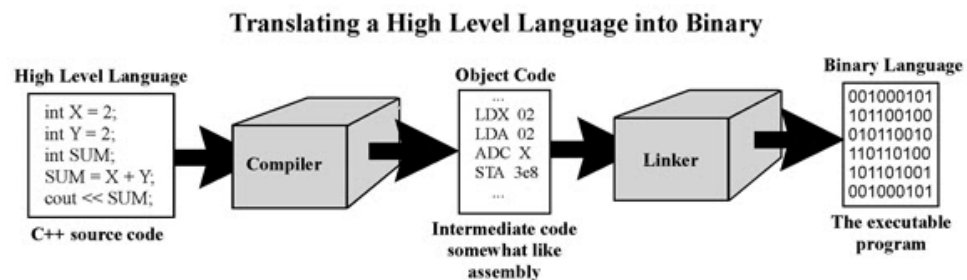 Translating a High Level Language into Binary
High Level Language
int X = 2;
int Y = 2;
int SUM;
SUM = X + Y;
cout << SUM;
C++ source code
Compiler
Object Code
...
LDX 02
LDA 02
ADC X
STA 3e8
...
Intermediate code
somewhat like
assembly
Linker
Binary Language
001000101
101100100
010110010
110110100
101101001
001000101
The executable
program